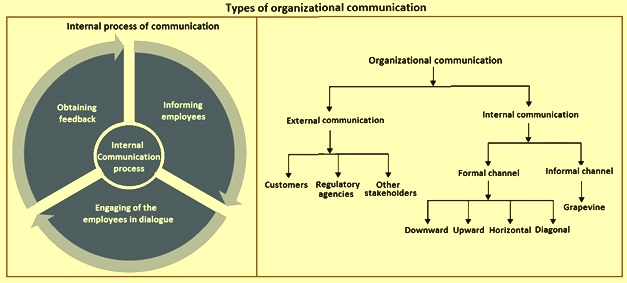 Types of organizational communication
Internal process of communication
Obtaining
feedback
Informing
employees
Internal
Communication
process
Engaging of the
employees in dialogue
Organizational communication
External communication
Internal communication
Customers
Regulatory
agencies
Other
stakeholders
Formal channel
Informal channel
Grapevine
Downward
Upward
Horizontal
Diagonal